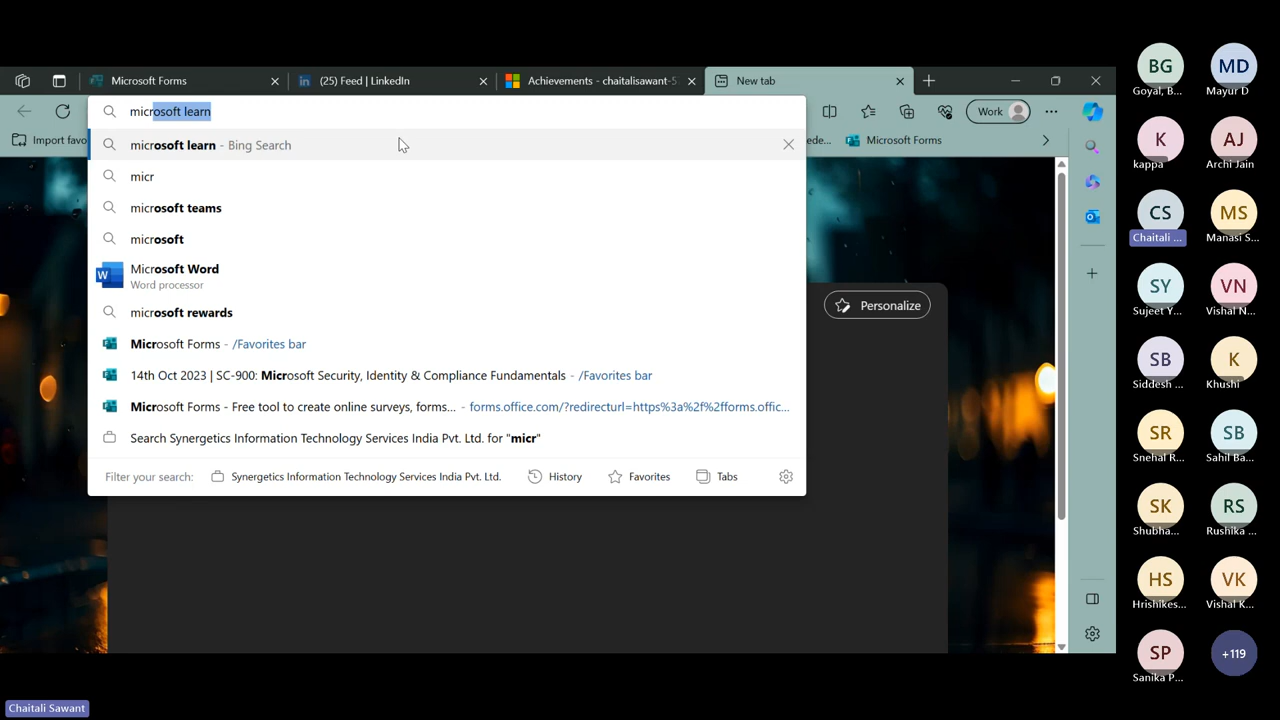 Microsoft Forms
(25) Feed | LinkedIn
Achievements - chaitalisawant-5
New tab
microsoft learn
Work
Import favo
ede...
Microsoft Forms
microsoft learn - Bing Search
micr
microsoft teams
microsoft
Microsoft Word
Word processor
microsoft rewards
Microsoft Forms - /Favorites bar
14th Oct 2023 | SC-900: Microsoft Security, Identity & Compliance Fundamentals - /Favorites bar
Microsoft Forms - Free tool to create online surveys, forms... - forms.office.com/?redirecturl=https%3a%2f%2fforms.offic...
Search Synergetics Information Technology Services India Pvt. Ltd. for "micr"
Filter your search:
Synergetics Information Technology Services India Pvt. Ltd.
History
Favorites
Tabs
Personalize
BG
Goyal, B...
MD
Mayur D
K
kappa
AJ
Archi Jain
CS
Chaitali ...
MS
Manasi S...
SY
Sujeet Y...
VN
Vishal N...
SB
Siddesh ...
K
Khushi
SR
Snehal R...
SB
Sahil Ba...
SK
Shubha...
RS
Rushika ...
HS
Hrishikes...
VK
Vishal K...
SP
Sanika P...
+119
Chaitali Sawant